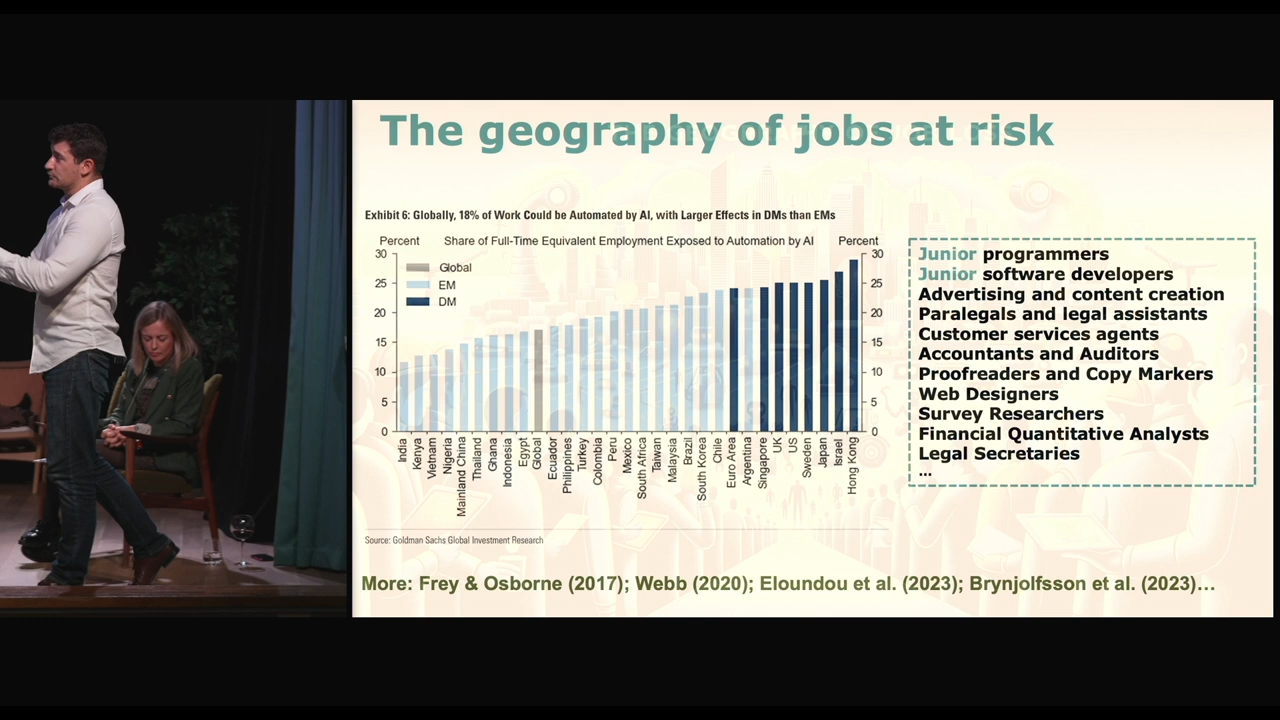 The geography of jobs at risk
Exhibit 6: Globally, 18% of Work Could be Automated by AI, with Larger Effects in DMs than EMs
Percent Share of Full-Time Equivalent Employment Exposed to Automation by AI Percent
30 30
25 25
20 20
15 15
10 10
5 5
0 0
Global
EM
DM
India
Kenya
Vietnam
Nigeria
Mainland China
Thailand
Ghana
Indonesia
Egypt
Global
Ecuador
Philippines
Turkey
Colombia
Peru
Mexico
South Africa
Taiwan
Malaysia
Brazil
South Korea
Chile
Euro Area
Argentina
Singapore
UK
US
Sweden
Japan
Israel
Hong Kong
Source: Goldman Sachs Global Investment Research
Junior programmers
Junior software developers
Advertising and content creation
Paralegals and legal assistants
Customer services agents
Accountants and Auditors
Proofreaders and Copy Markers
Web Designers
Survey Researchers
Financial Quantitative Analysts
Legal Secretaries
...
More: Frey & Osborne (2017); Webb (2020); Eloundou et al. (2023); Brynjolfsson et al. (2023)...